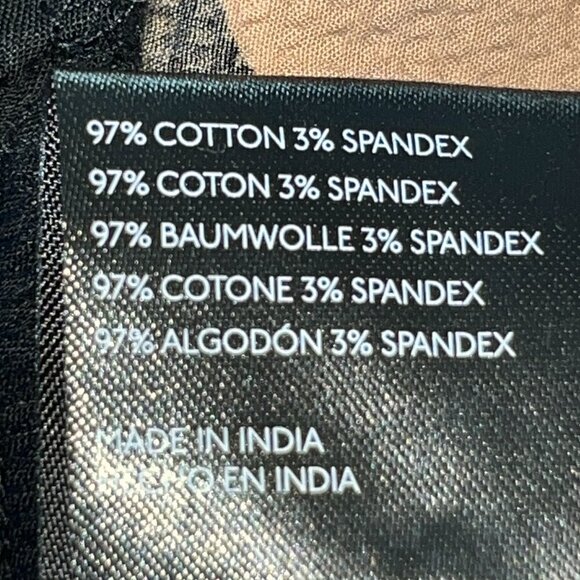 97% COTTON 3% SPANDEX
97% COTON 3% SPANDEX
97% BAUMWOLLE 3% SPANDEX
97% COTONE 3% SPANDEX
97% ALGODÓN 3% SPANDEX
MADE IN INDIA
HECHO EN INDIA